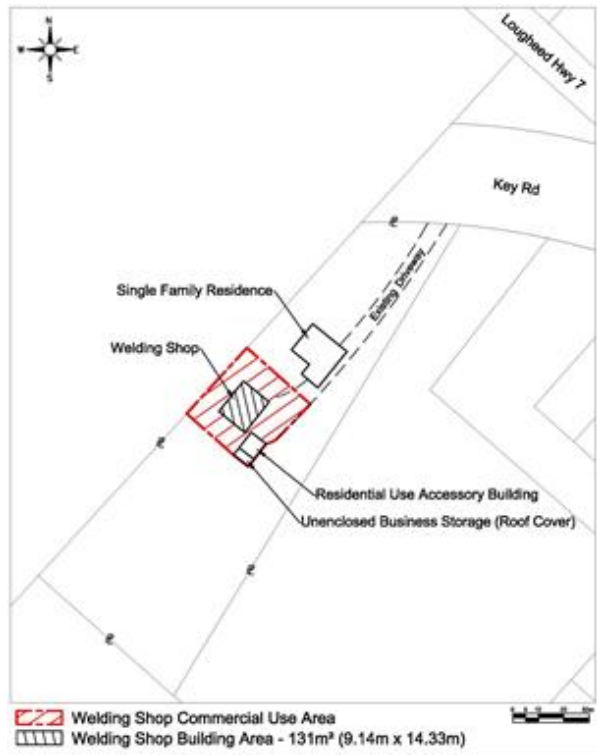 N
W E
S
Lougheed Hwy 7
Key Rd
Existing Driveway
Single Family Residence
Welding Shop
Residential Use Accessory Building
Unenclosed Business Storage (Roof Cover)
Welding Shop Commercial Use Area
Welding Shop Building Area - 131m² (9.14m x 14.33m)